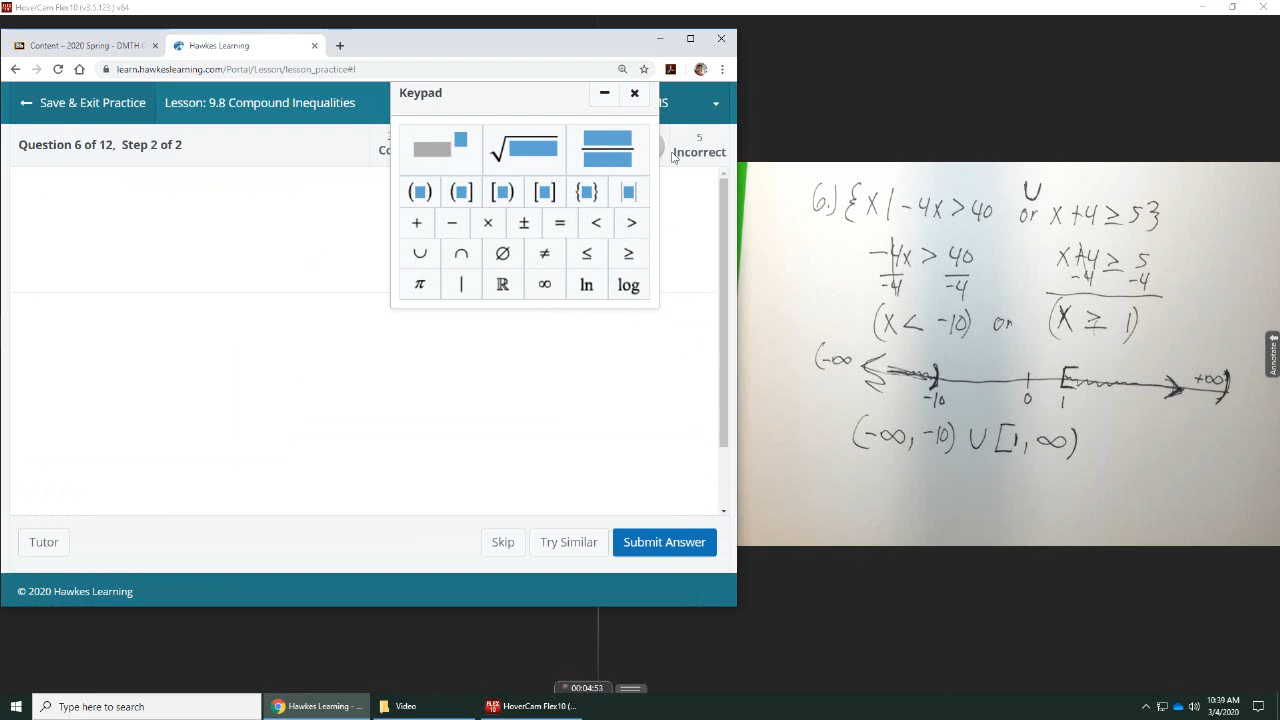 HoverCam Flex10 (v3.5.123) x64
Content – 2020 Spring - DMTH
Hawkes Learning
learn.hawkeslearning.com/Portal/Lesson/lesson_practice#!
Save & Exit Practice
Lesson: 9.8 Compound Inequalities
MS
Keypad
Question 6 of 12, Step 2 of 2
5
Incorrect
√
(■) (■] [■) [■] {■} |■|
+ − × ± = < >
∪ ∩ ∅ ≠ ≤ ≥
π | ℝ ∞ ln log
Tutor
Skip
Try Similar
Submit Answer
© 2020 Hawkes Learning
∪
6.) {x | -4x > 40 or x+4 ≥ 5}
-4x > 40
-4 -4
x+4 ≥ 5
-4 -4
(x < -10) or (x ≥ 1)
(-∞ ) [ +∞)
-10 0 1
(-∞, -10) ∪ [1, ∞)
Annotate
00:04:53
Type here to search
Hawkes Learning - ...
Video
FLEX 10
HoverCam Flex10 (...
10:39 AM
3/4/2020